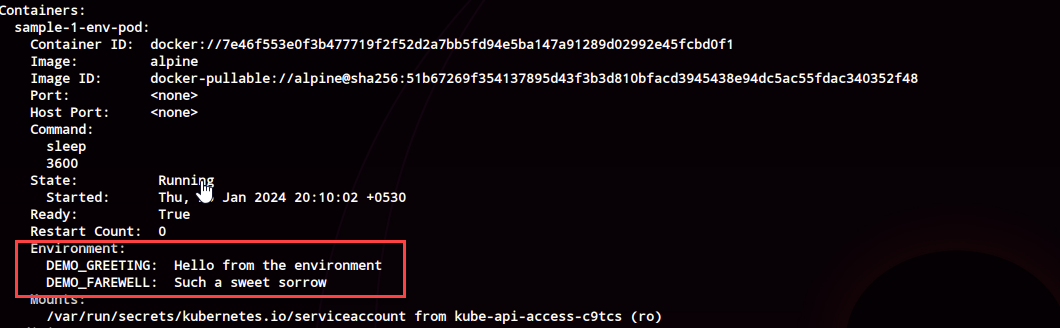 Containers:
sample-1-env-pod:
Container ID: docker://7e46f553e0f3b477719f2f52d2a7bb5fd94e5ba147a91289d02992e45fcbd0f1
Image: alpine
Image ID: docker-pullable://alpine@sha256:51b67269f354137895d43f3b3d810bfacd3945438e94dc5ac55fdac340352f48
Port: <none>
Host Port: <none>
Command:
sleep
3600
State: Running
Started: Thu, Jan 2024 20:10:02 +0530
Ready: True
Restart Count: 0
Environment:
DEMO_GREETING: Hello from the environment
DEMO_FAREWELL: Such a sweet sorrow
Mounts:
/var/run/secrets/kubernetes.io/serviceaccount from kube-api-access-c9tcs (ro)